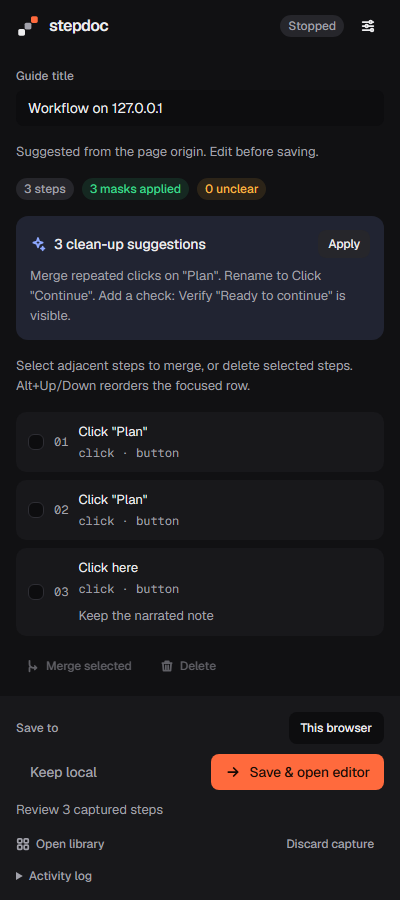 stepdoc
Stopped
Guide title
Workflow on 127.0.0.1
Suggested from the page origin. Edit before saving.
3 steps
3 masks applied
0 unclear
3 clean-up suggestions
Apply
Merge repeated clicks on "Plan". Rename to Click
"Continue". Add a check: Verify "Ready to continue" is
visible.
Select adjacent steps to merge, or delete selected steps.
Alt+Up/Down reorders the focused row.
01
Click "Plan"
click · button
02
Click "Plan"
click · button
03
Click here
click · button
Keep the narrated note
Merge selected
Delete
Save to
This browser
Keep local
Save & open editor
Review 3 captured steps
Open library
Discard capture
Activity log